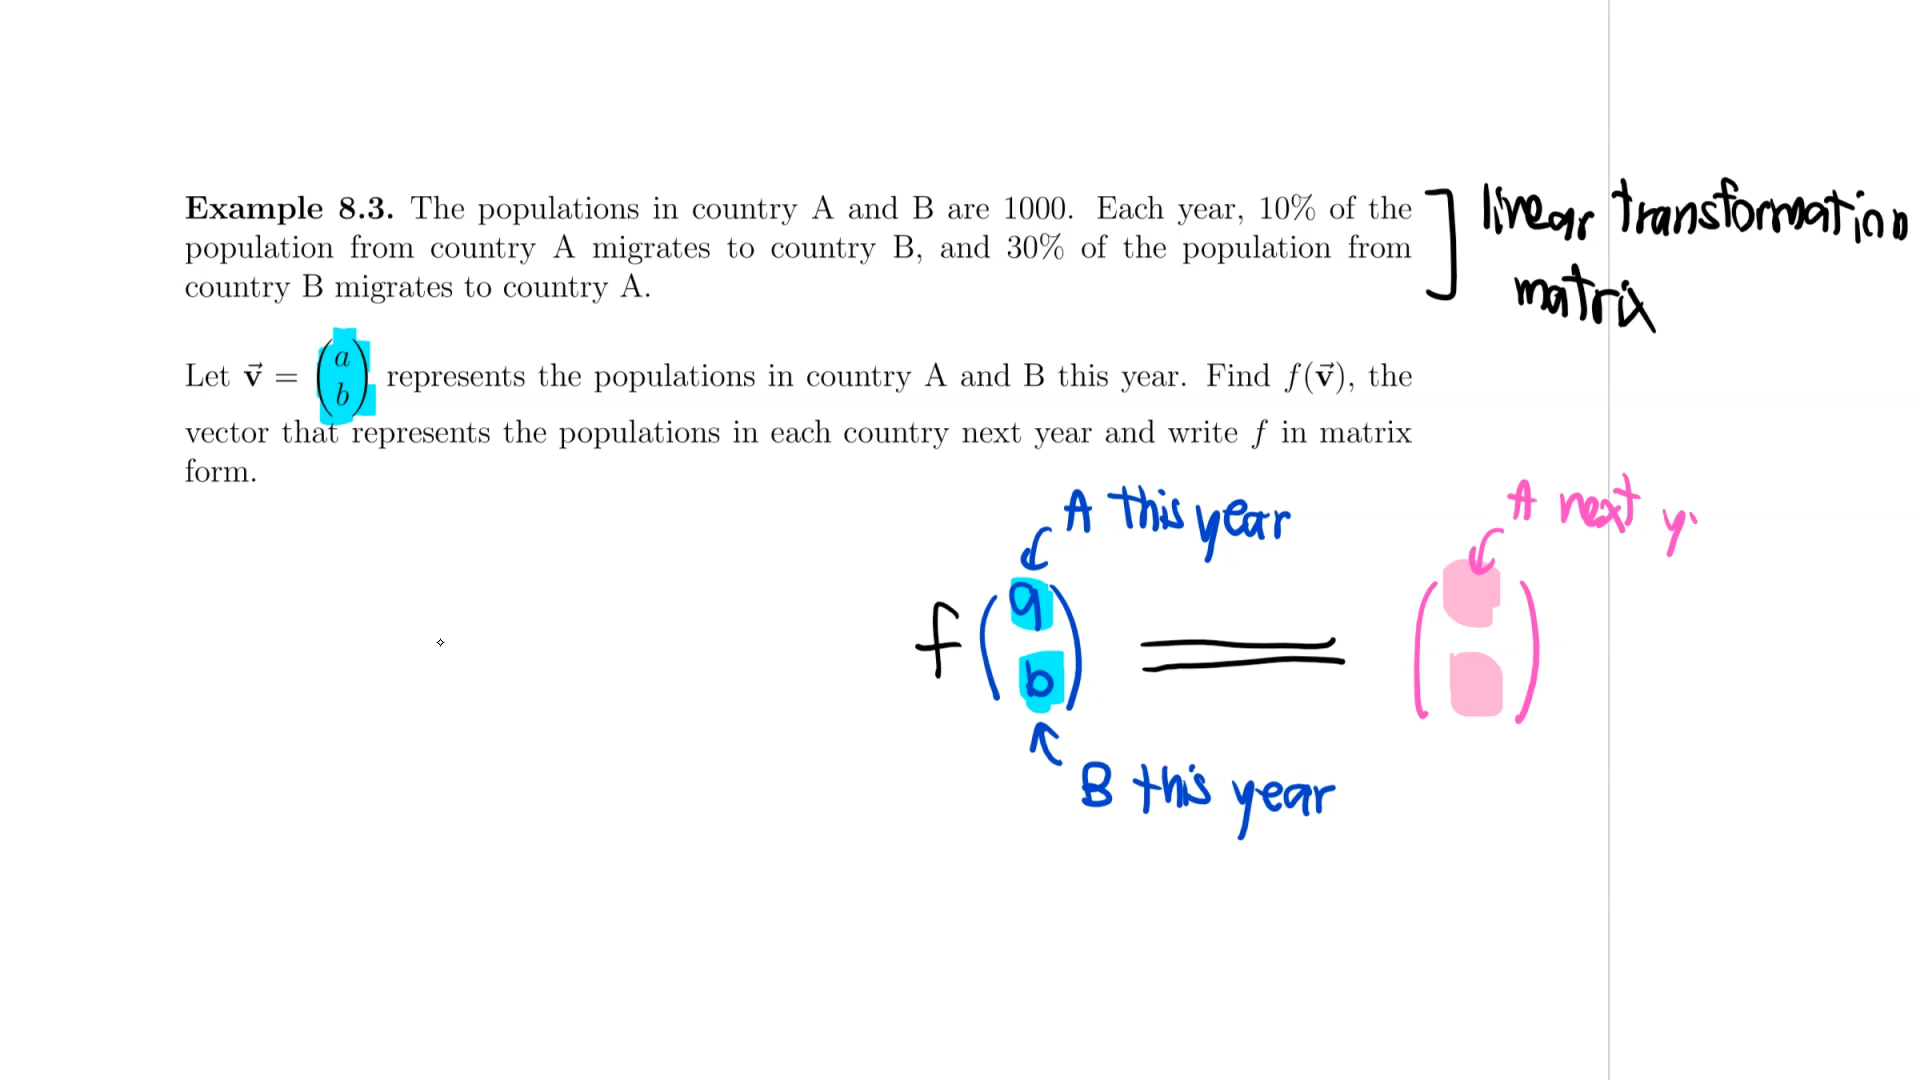 Example 8.3. The populations in country A and B are 1000. Each year, 10% of the
population from country A migrates to country B, and 30% of the population from
country B migrates to country A.
linear transformation
matrix
Let v⃗ = (a b) represents the populations in country A and B this year. Find f(v⃗), the
vector that represents the populations in each country next year and write f in matrix
form.
A this year
A next y
f ( a b ) = ( )
B this year